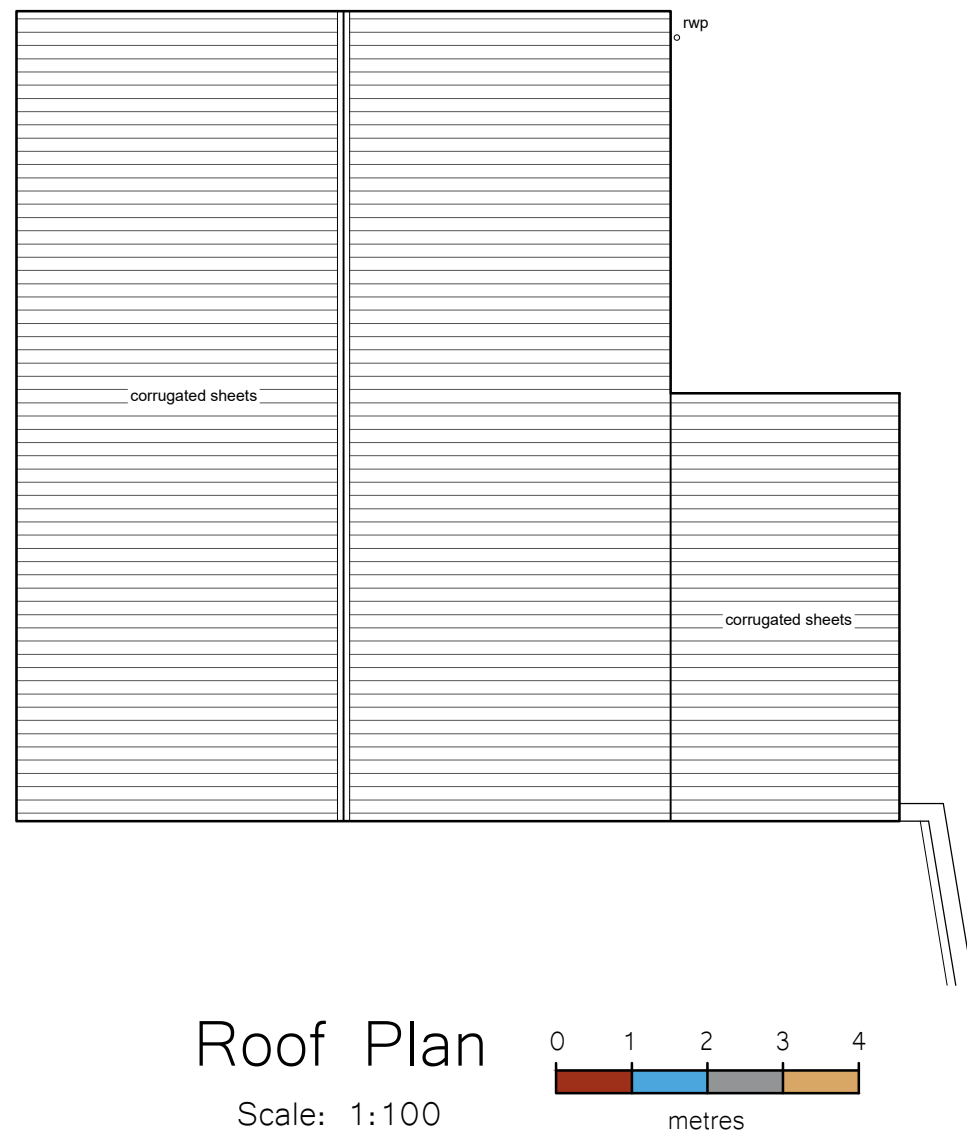 rwp
corrugated sheets
corrugated sheets
Roof Plan
Scale: 1:100
0 1 2 3 4
metres